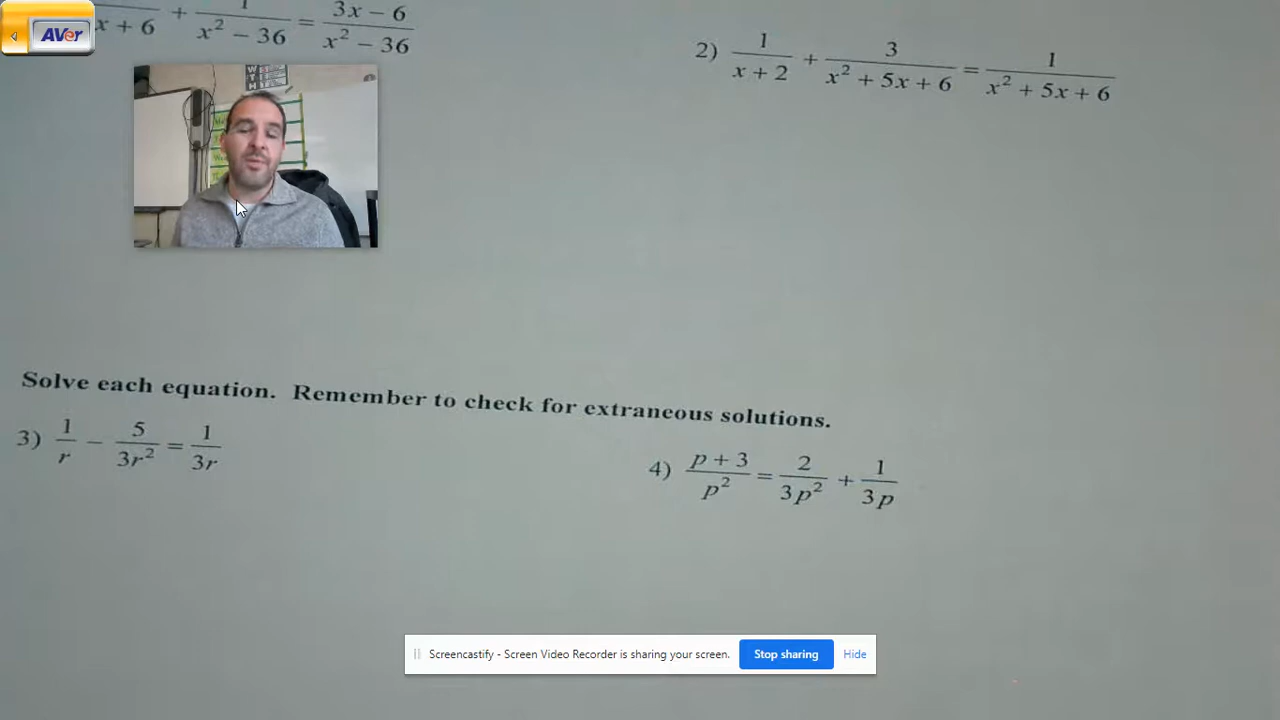 AVer
x + 6 + 1/(x² − 36) = (3x − 6)/(x² − 36)
2) 1/(x + 2) + 3/(x² + 5x + 6) = 1/(x² + 5x + 6)
Solve each equation. Remember to check for extraneous solutions.
3) 1/r − 5/(3r²) = 1/(3r)
4) (p + 3)/p² = 2/(3p²) + 1/(3p)
Screencastify - Screen Video Recorder is sharing your screen. Stop sharing Hide